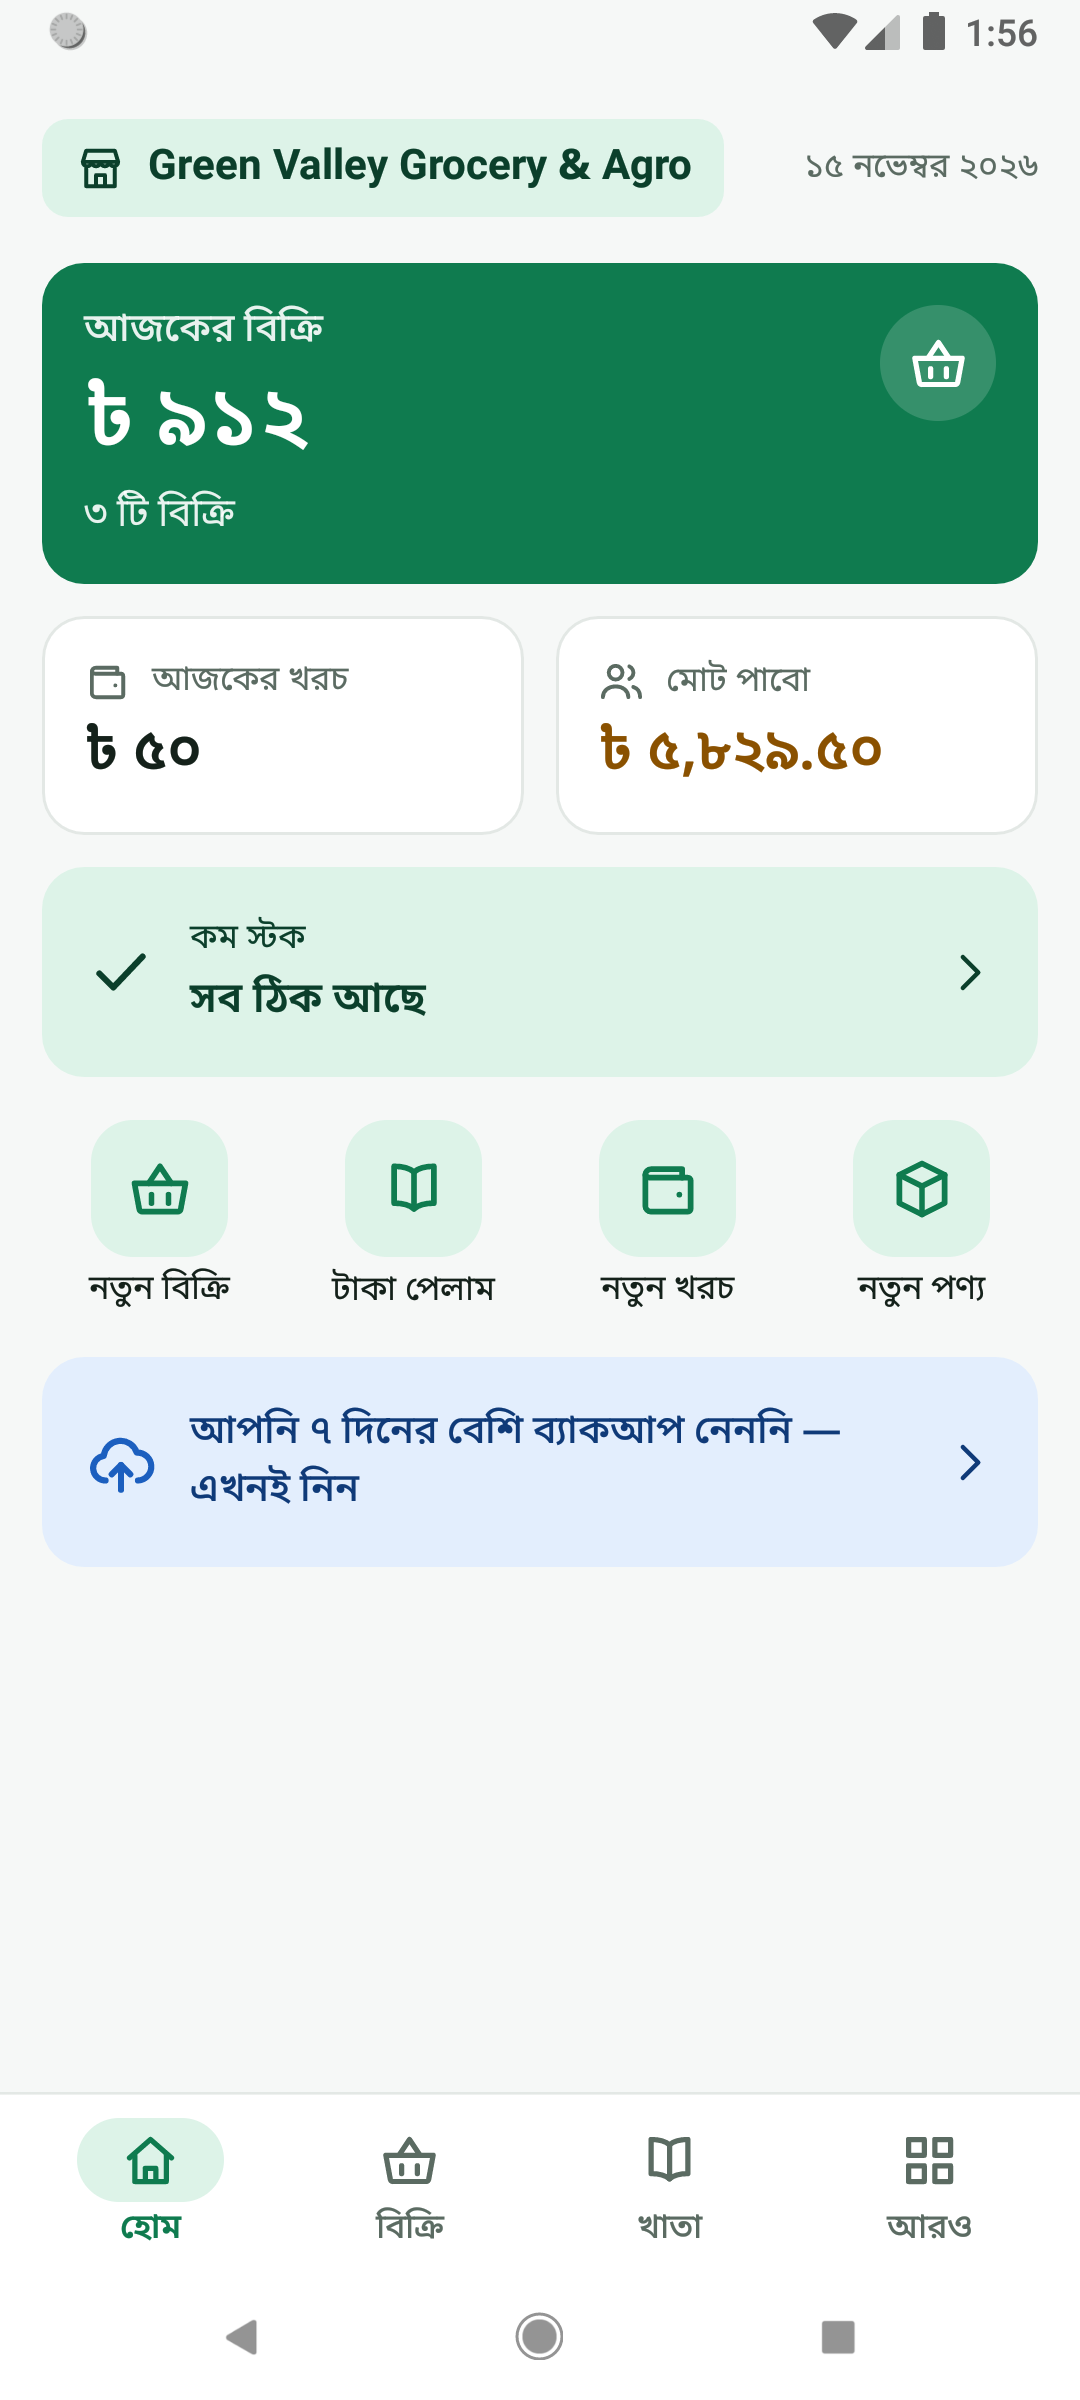 1:56
Green Valley Grocery & Agro
১৫ নভেম্বর ২০২৬
আজকের বিক্রি
৳ ৯১২
৩ টি বিক্রি
আজকের খরচ
৳ ৫০
মোট পাবো
৳ ৫,৮২৯.৫০
কম স্টক
সব ঠিক আছে
নতুন বিক্রি
টাকা পেলাম
নতুন খরচ
নতুন পণ্য
আপনি ৭ দিনের বেশি ব্যাকআপ নেননি —
এখনই নিন
হোম
বিক্রি
খাতা
আরও